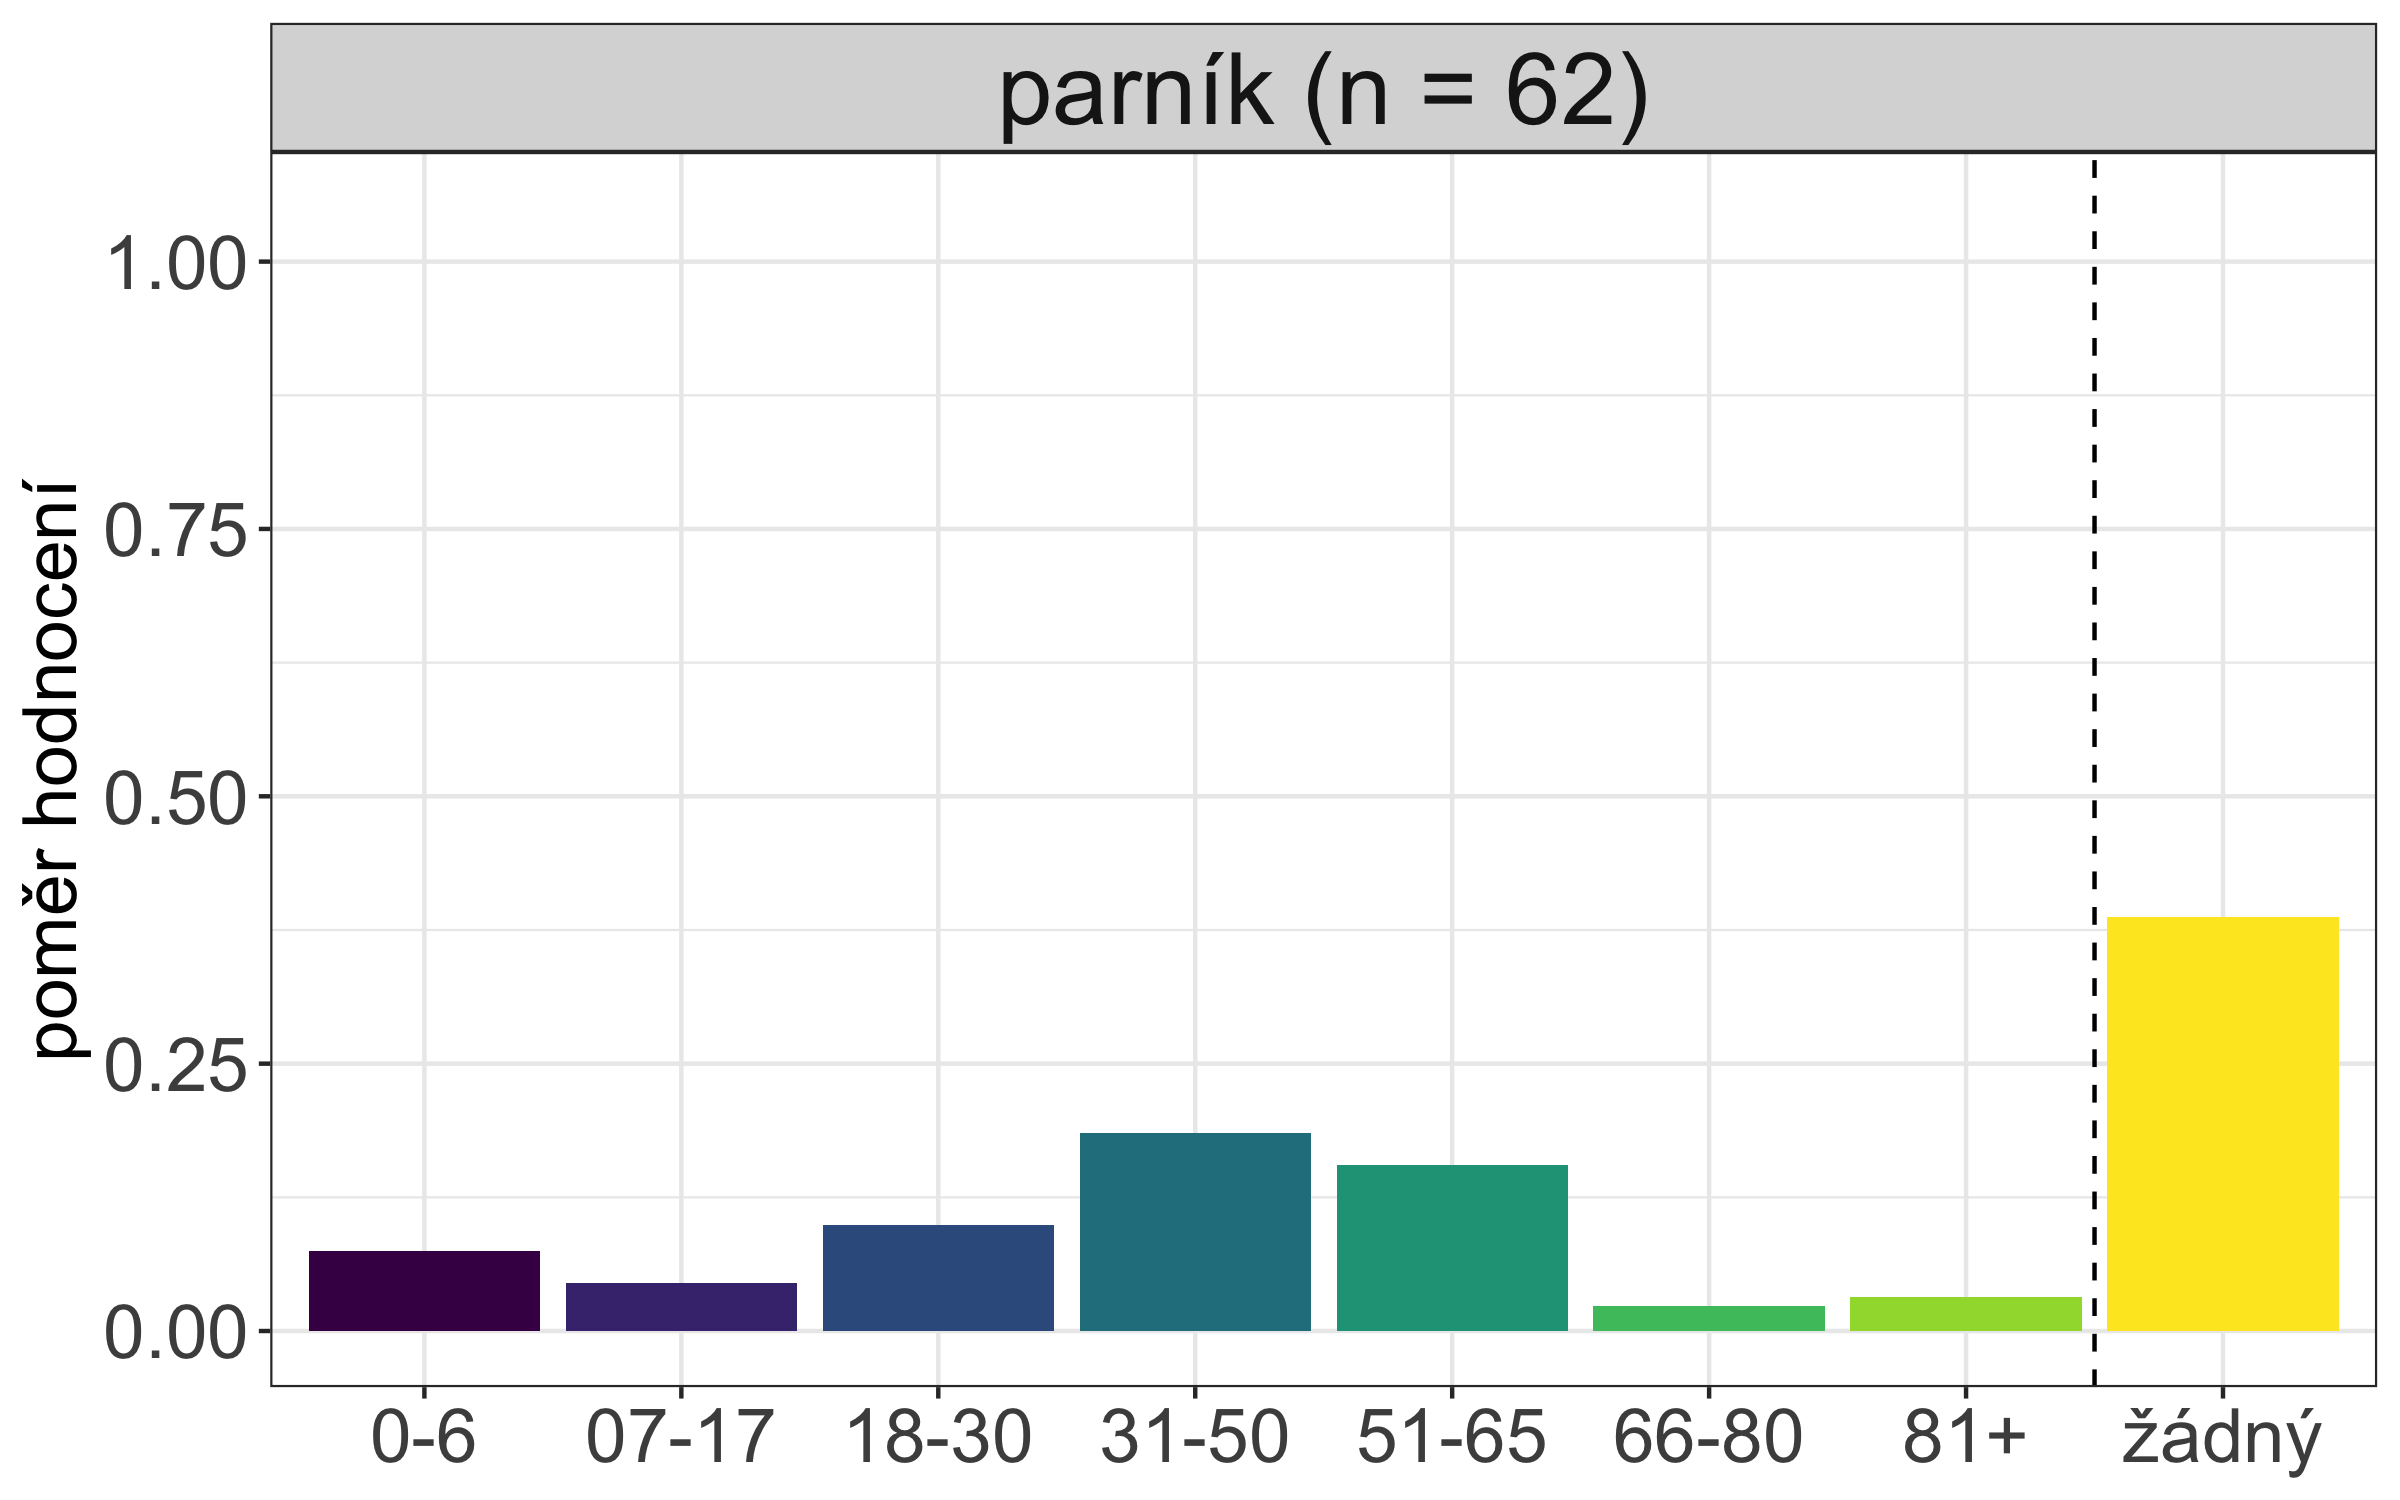 parník (n = 62)
poměr hodnocení
1.00
0.75
0.50
0.25
0.00
0-6 07-17 18-30 31-50 51-65 66-80 81+ žádný